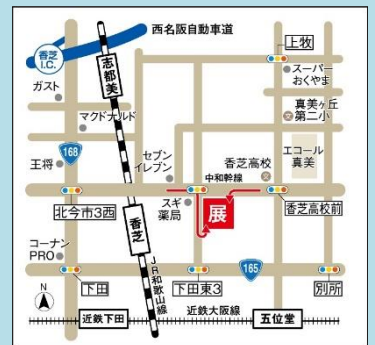 西名阪自動車道
香芝
I.C.
上牧
志都美
スーパー
おくやま
ガスト
真美ヶ丘
第二小
マクドナルド
エコール
真美
168
王将
セブン
イレブン
香芝高校
中和幹線
北今市3西
スギ
薬局
展
香芝高校前
香芝
コーナン
PRO
JR和歌山線
165
下田
下田東3
別所
N
近鉄大阪線
近鉄下田
五位堂